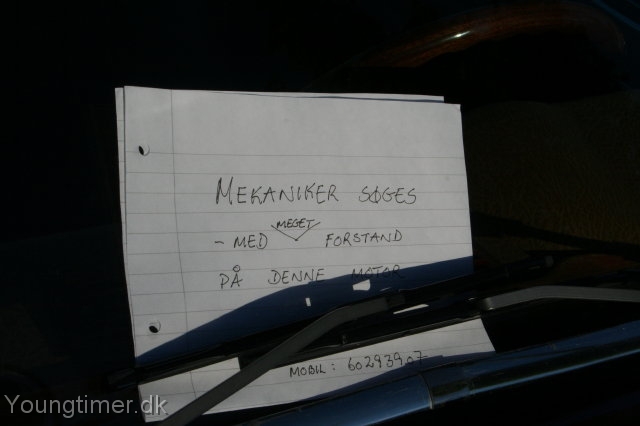 MEKANIKER SØGES
MEGET
- MED FORSTAND
PÅ DENNE MOTOR
MOBIL: 60293907
Youngtimer.dk